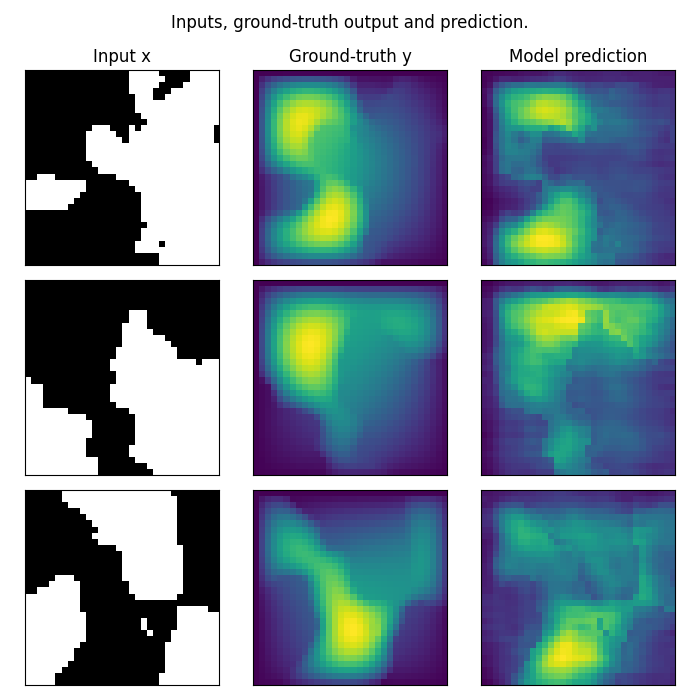 Inputs, ground-truth output and prediction.
Input x
Ground-truth y
Model prediction